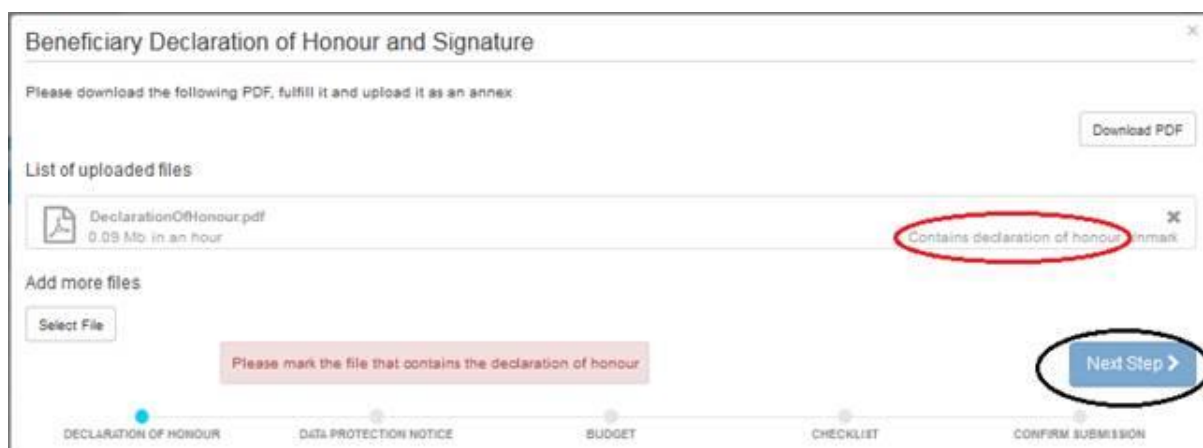 Beneficiary Declaration of Honour and Signature
Please download the following PDF, fulfill it and upload it as an annex
Download PDF
List of uploaded files
DeclarationOfHonour.pdf
0.09 Mb in an hour
Contains declaration of honour
Add more files
Select File
Please mark the file that contains the declaration of honour
Next Step
DECLARATION OF HONOUR DATA PROTECTION NOTICE BUDGET CHECKLIST CONFIRM SUBMISSION